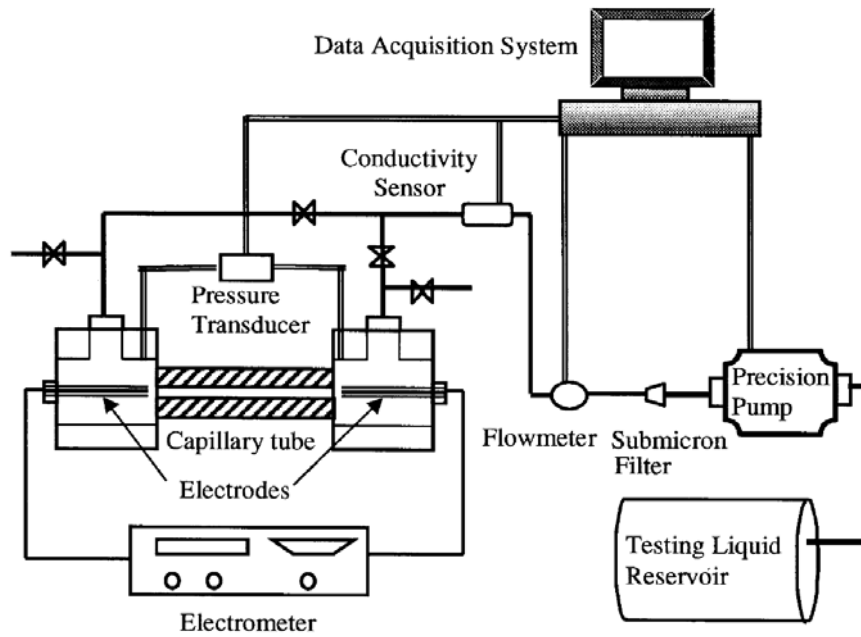 Data Acquisition System
Conductivity
Sensor
Pressure
Transducer
Precision
Pump
Capillary tube
Flowmeter
Submicron
Filter
Electrodes
Testing Liquid
Reservoir
Electrometer